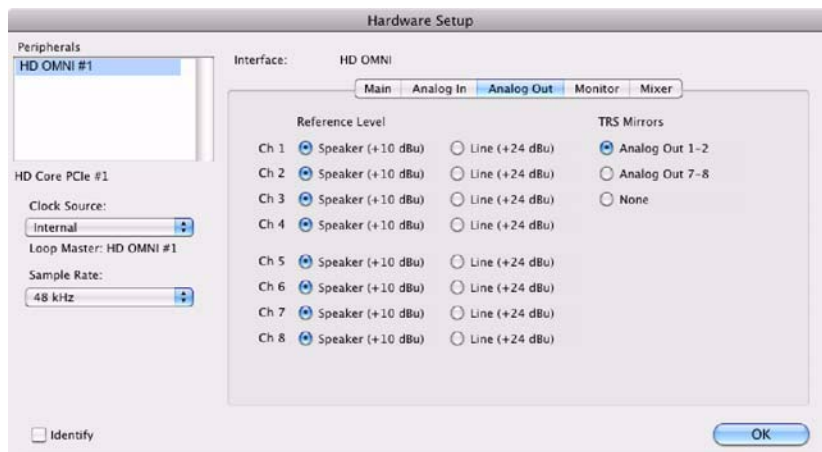 Hardware Setup
Peripherals
HD OMNI #1
HD Core PCIe #1
Clock Source:
Internal
Loop Master: HD OMNI #1
Sample Rate:
48 kHz
Identify
Interface: HD OMNI
Main Analog In Analog Out Monitor Mixer
Reference Level
Ch 1 Speaker (+10 dBu) Line (+24 dBu)
Ch 2 Speaker (+10 dBu) Line (+24 dBu)
Ch 3 Speaker (+10 dBu) Line (+24 dBu)
Ch 4 Speaker (+10 dBu) Line (+24 dBu)
Ch 5 Speaker (+10 dBu) Line (+24 dBu)
Ch 6 Speaker (+10 dBu) Line (+24 dBu)
Ch 7 Speaker (+10 dBu) Line (+24 dBu)
Ch 8 Speaker (+10 dBu) Line (+24 dBu)
TRS Mirrors
Analog Out 1-2
Analog Out 7-8
None
OK